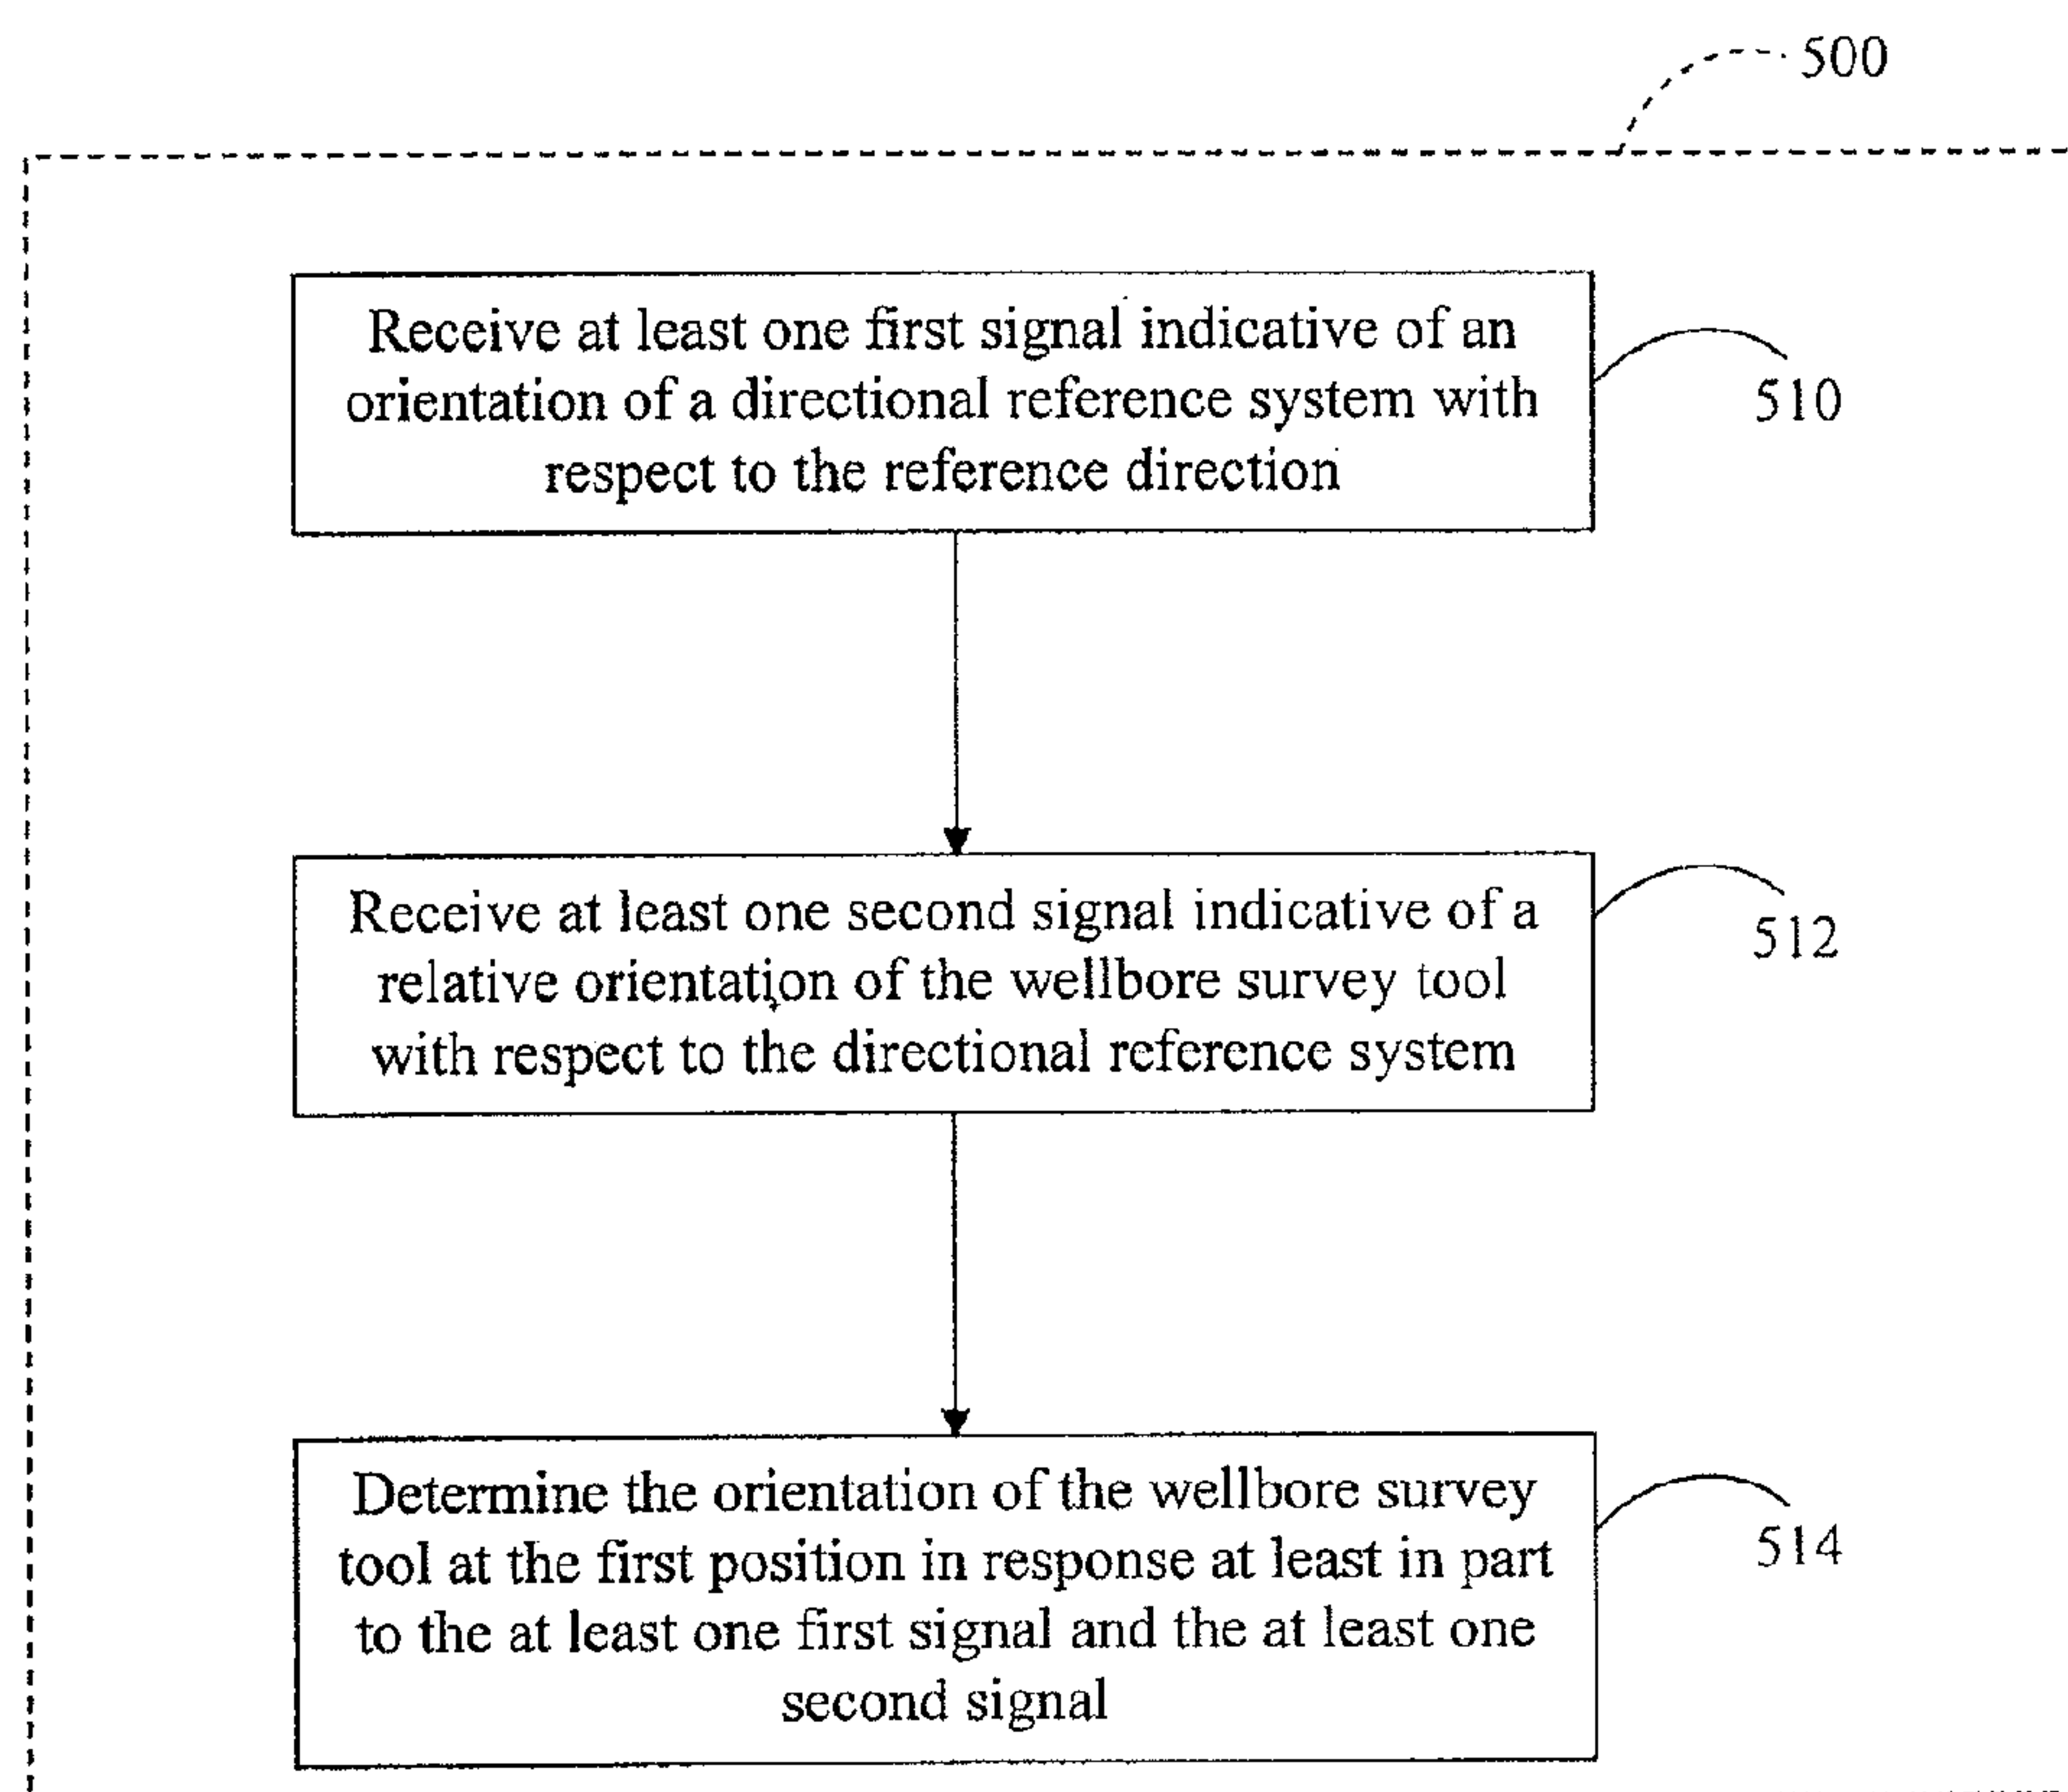 500
Receive at least one first signal indicative of an
orientation of a directional reference system with
respect to the reference direction
510
Receive at least one second signal indicative of a
relative orientation of the wellbore survey tool
with respect to the directional reference system
512
Determine the orientation of the wellbore survey
tool at the first position in response at least in part
to the at least one first signal and the at least one
second signal
514